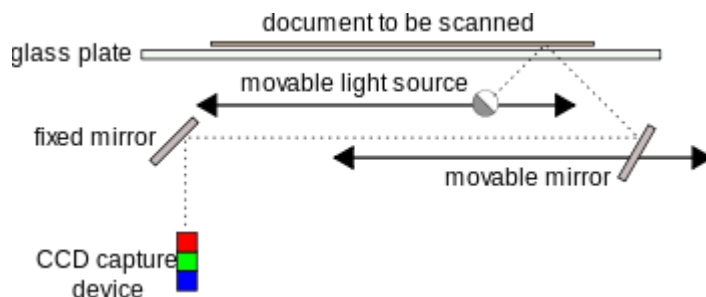 document to be scanned
glass plate
movable light source
fixed mirror
movable mirror
CCD capture
device